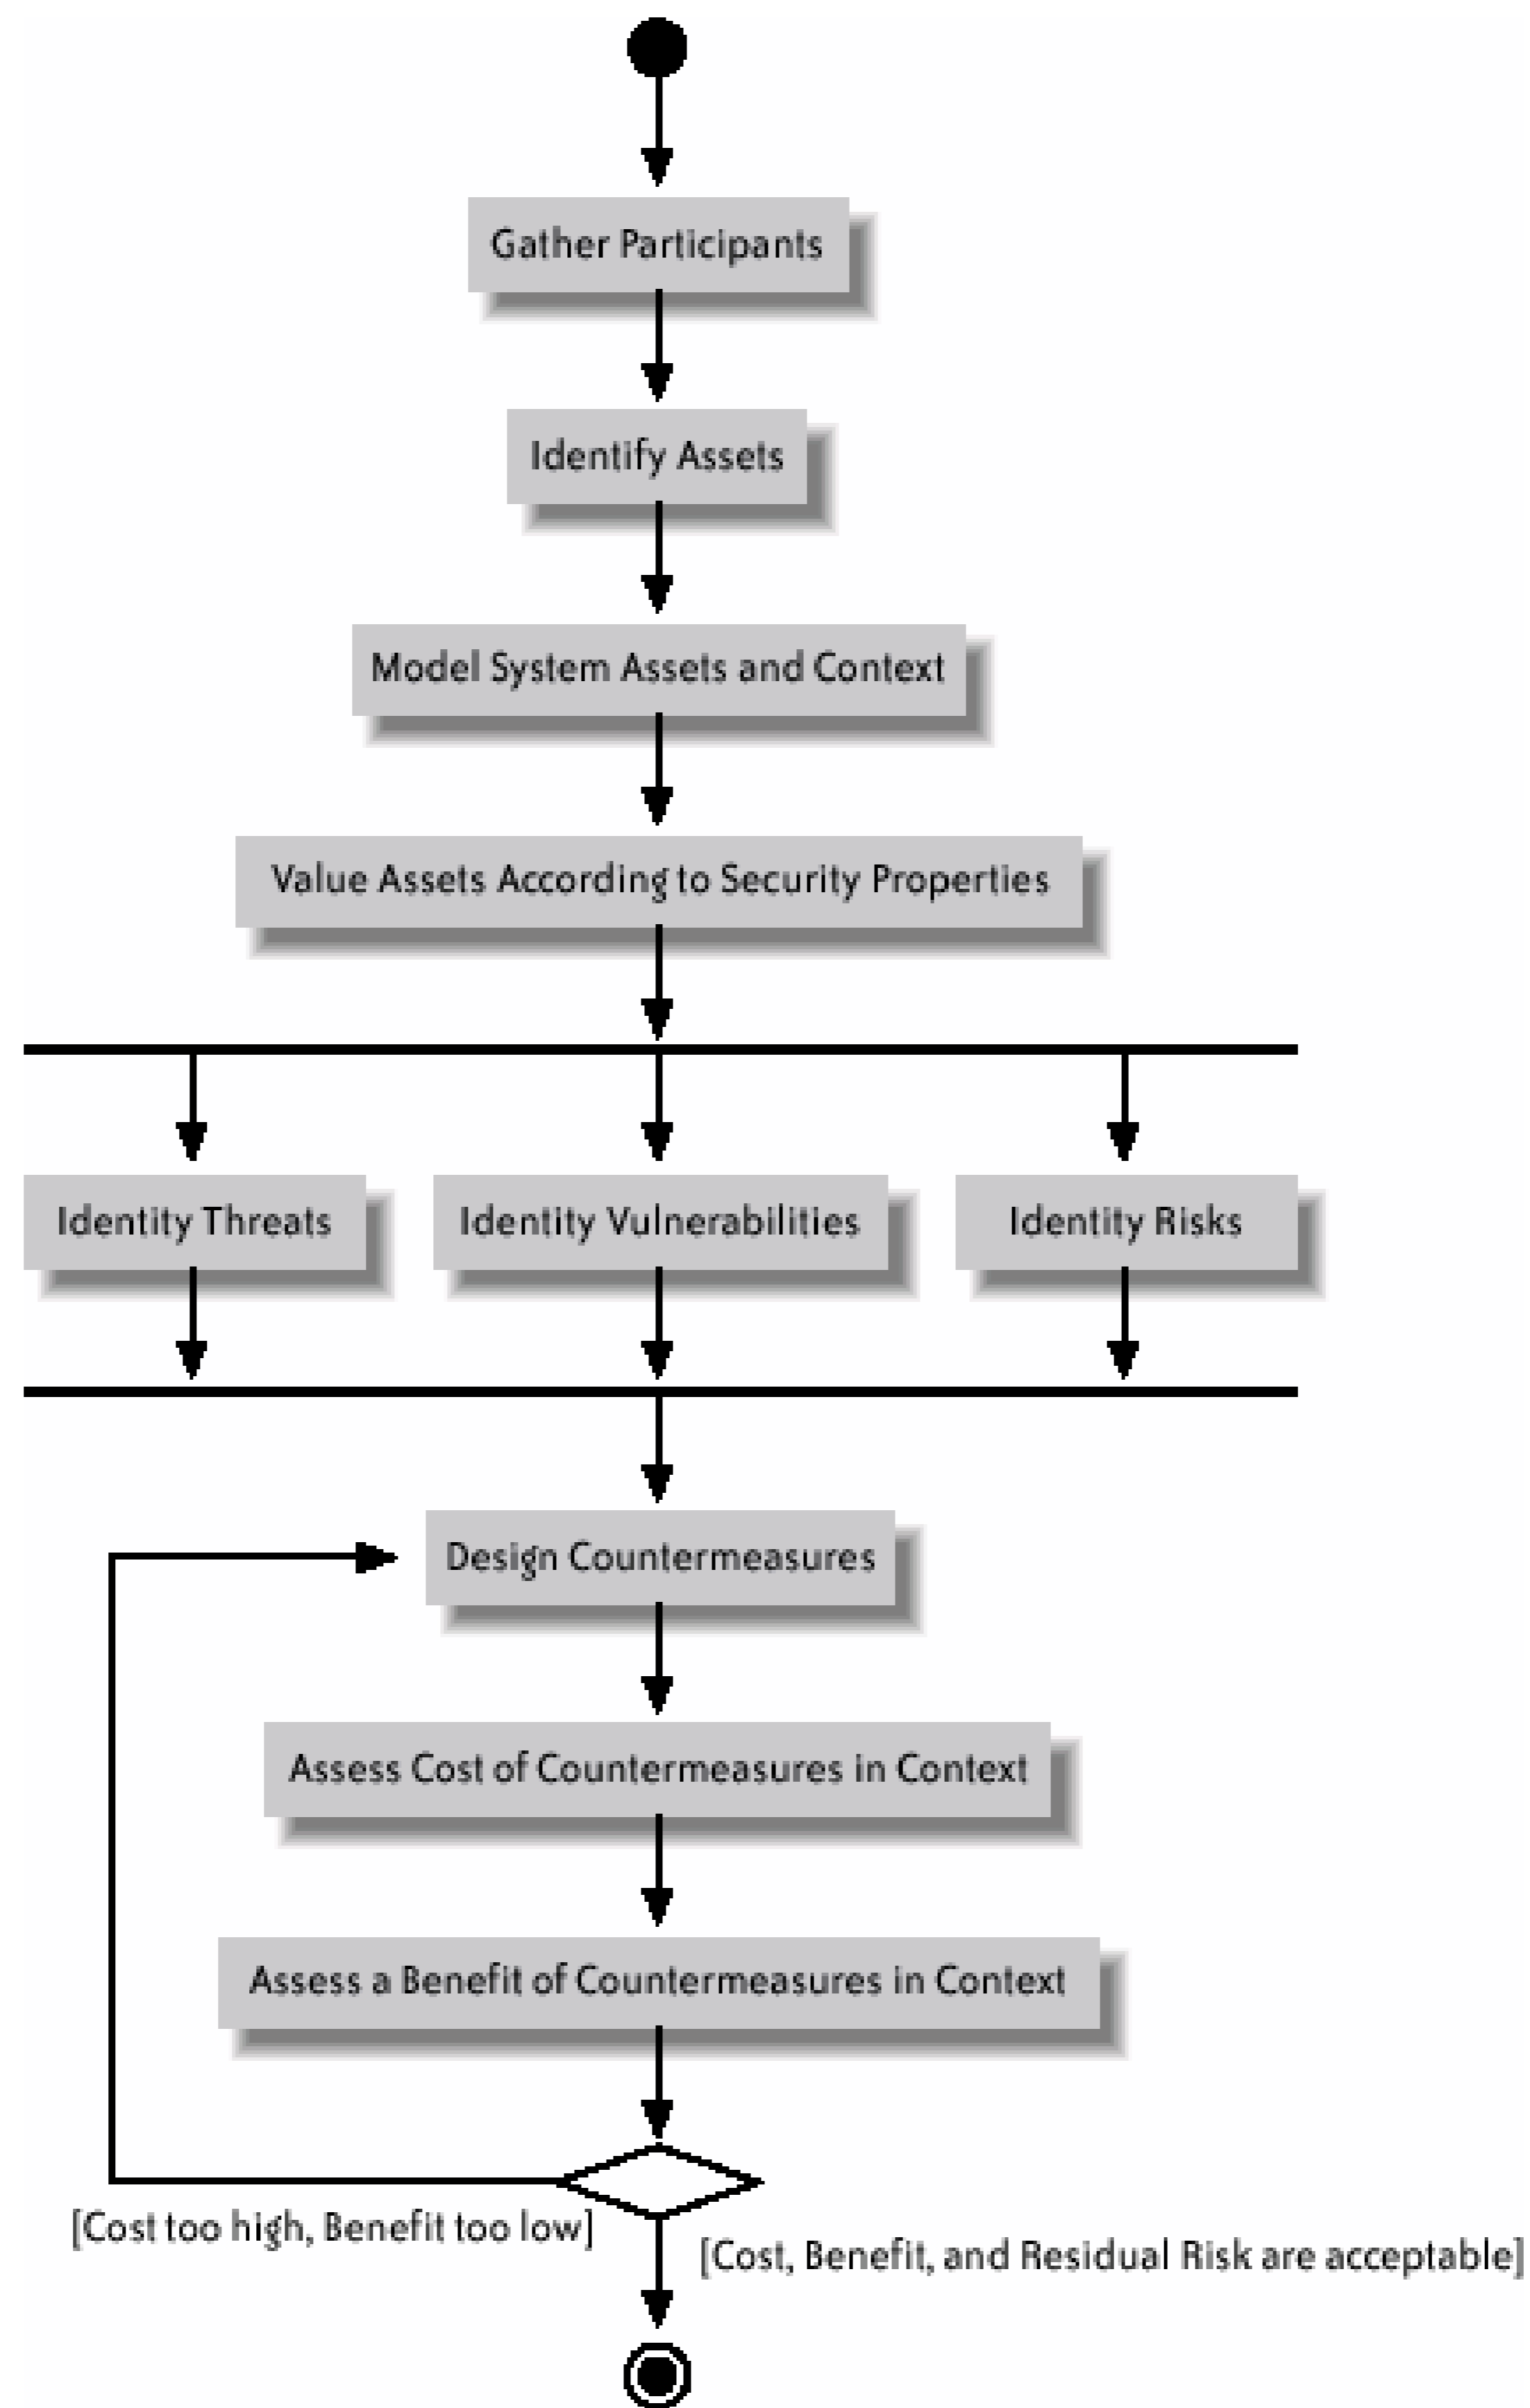 Gather Participants
Identify Assets
Model System Assets and Context
Value Assets According to Security Properties
Identity Threats
Identity Vulnerabilities
Identity Risks
Design Countermeasures
Assess Cost of Countermeasures in Context
Assess a Benefit of Countermeasures in Context
[Cost too high, Benefit too low]
[Cost, Benefit, and Residual Risk are acceptable]